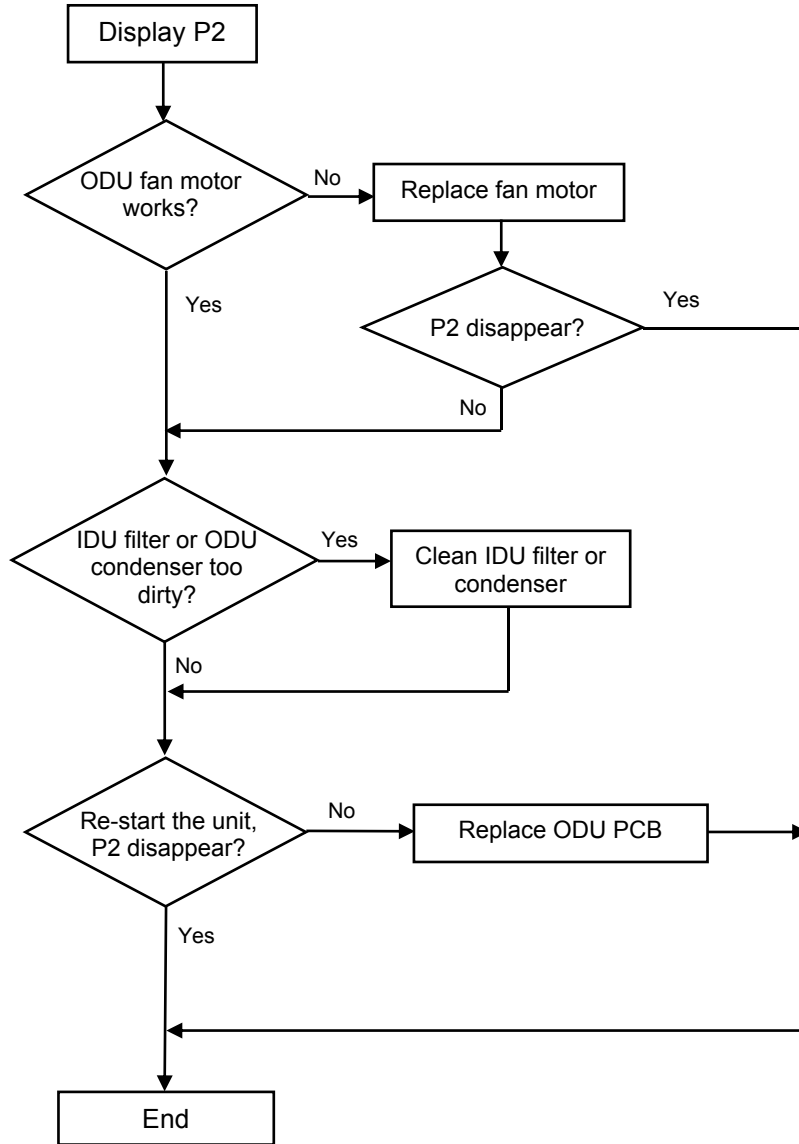 Display P2
ODU fan motor
works?
No
Replace fan motor
Yes
P2 disappear?
Yes
No
IDU filter or ODU
condenser too
dirty?
Yes
Clean IDU filter or
condenser
No
Re-start the unit,
P2 disappear?
No
Replace ODU PCB
Yes
End